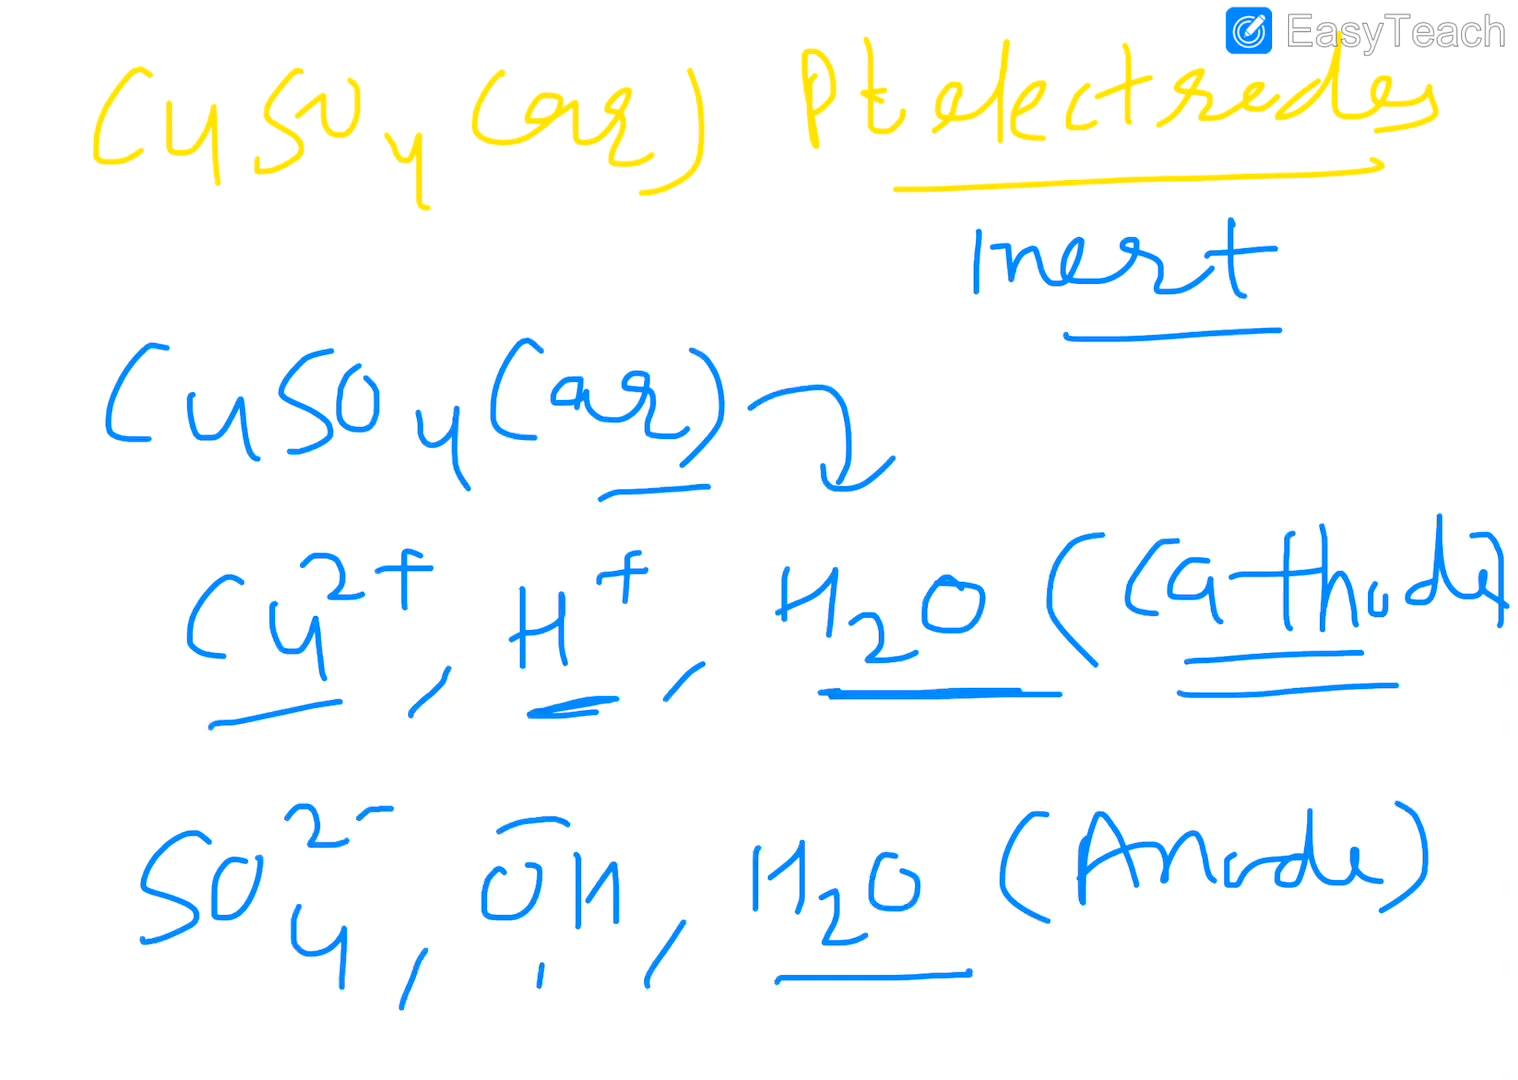 EasyTeach
CuSO4 (aq) Pt electrodes
Inert
CuSO4 (aq)
Cu2+, H+, H2O (Cathode)
SO4 2-, OH-, H2O (Anode)